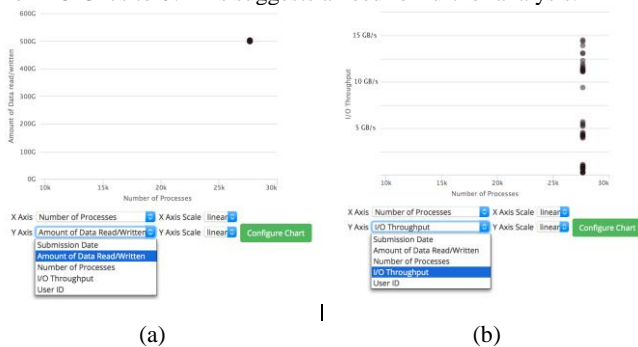 600G
500G
400G
300G
200G
100G
0G
Amount of Data read/written
10k 15k 20k 25k 30k
Number of Processes
X Axis Number of Processes X Axis Scale linear
Y Axis Amount of Data Read/Written Y Axis Scale linear Configure Chart
Submission Date
Amount of Data Read/Written
Number of Processes
I/O Throughput
User ID
(a)
15 GB/s
10 GB/s
5 GB/s
I/O Throughput
10k 15k 20k 25k 30k
Number of Processes
X Axis Number of Processes X Axis Scale linear
Y Axis I/O Throughput Y Axis Scale linear Configure Chart
Submission Date
Amount of Data Read/Written
Number of Processes
I/O Throughput
User ID
(b)